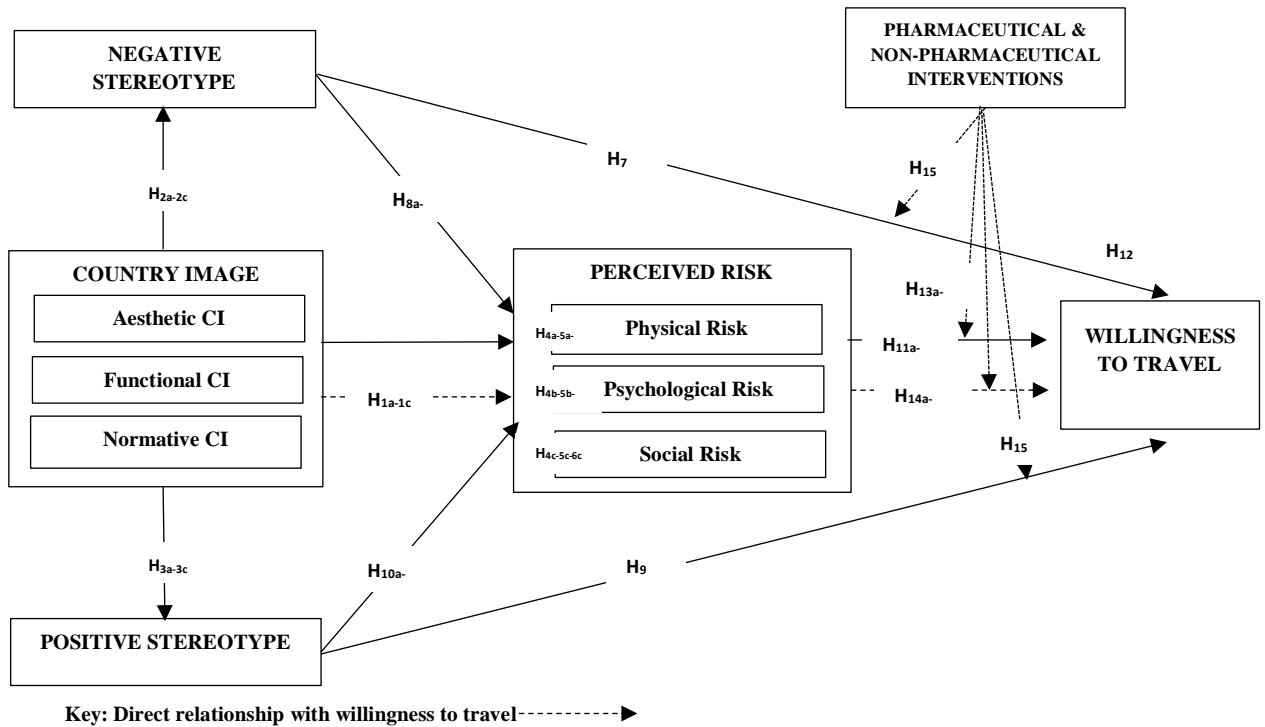 NEGATIVE
STEREOTYPE
PHARMACEUTICAL &
NON-PHARMACEUTICAL
INTERVENTIONS
H7
H15
H2a-2c
H8a-
H12
COUNTRY IMAGE
Aesthetic CI
Functional CI
Normative CI
H1a-1c
PERCEIVED RISK
H4a-5a-
Physical Risk
H4b-5b-
Psychological Risk
H4c-5c-6c
Social Risk
H13a-
H11a-
H14a-
WILLINGNESS
TO TRAVEL
H15
H3a-3c
H10a-
H9
POSITIVE STEREOTYPE
Key: Direct relationship with willingness to travel